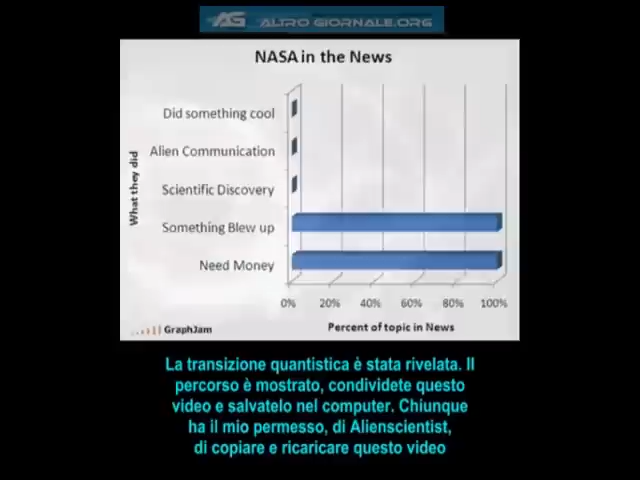 AG ALTRO GIORNALE.ORG
NASA in the News
What they did
Did something cool
Alien Communication
Scientific Discovery
Something Blew up
Need Money
0% 20% 40% 60% 80% 100%
Percent of topic in News
GraphJam
La transizione quantistica è stata rivelata. Il
percorso è mostrato, condividete questo
video e salvatelo nel computer. Chiunque
ha il mio permesso, di Alienscientist,
di copiare e ricaricare questo video